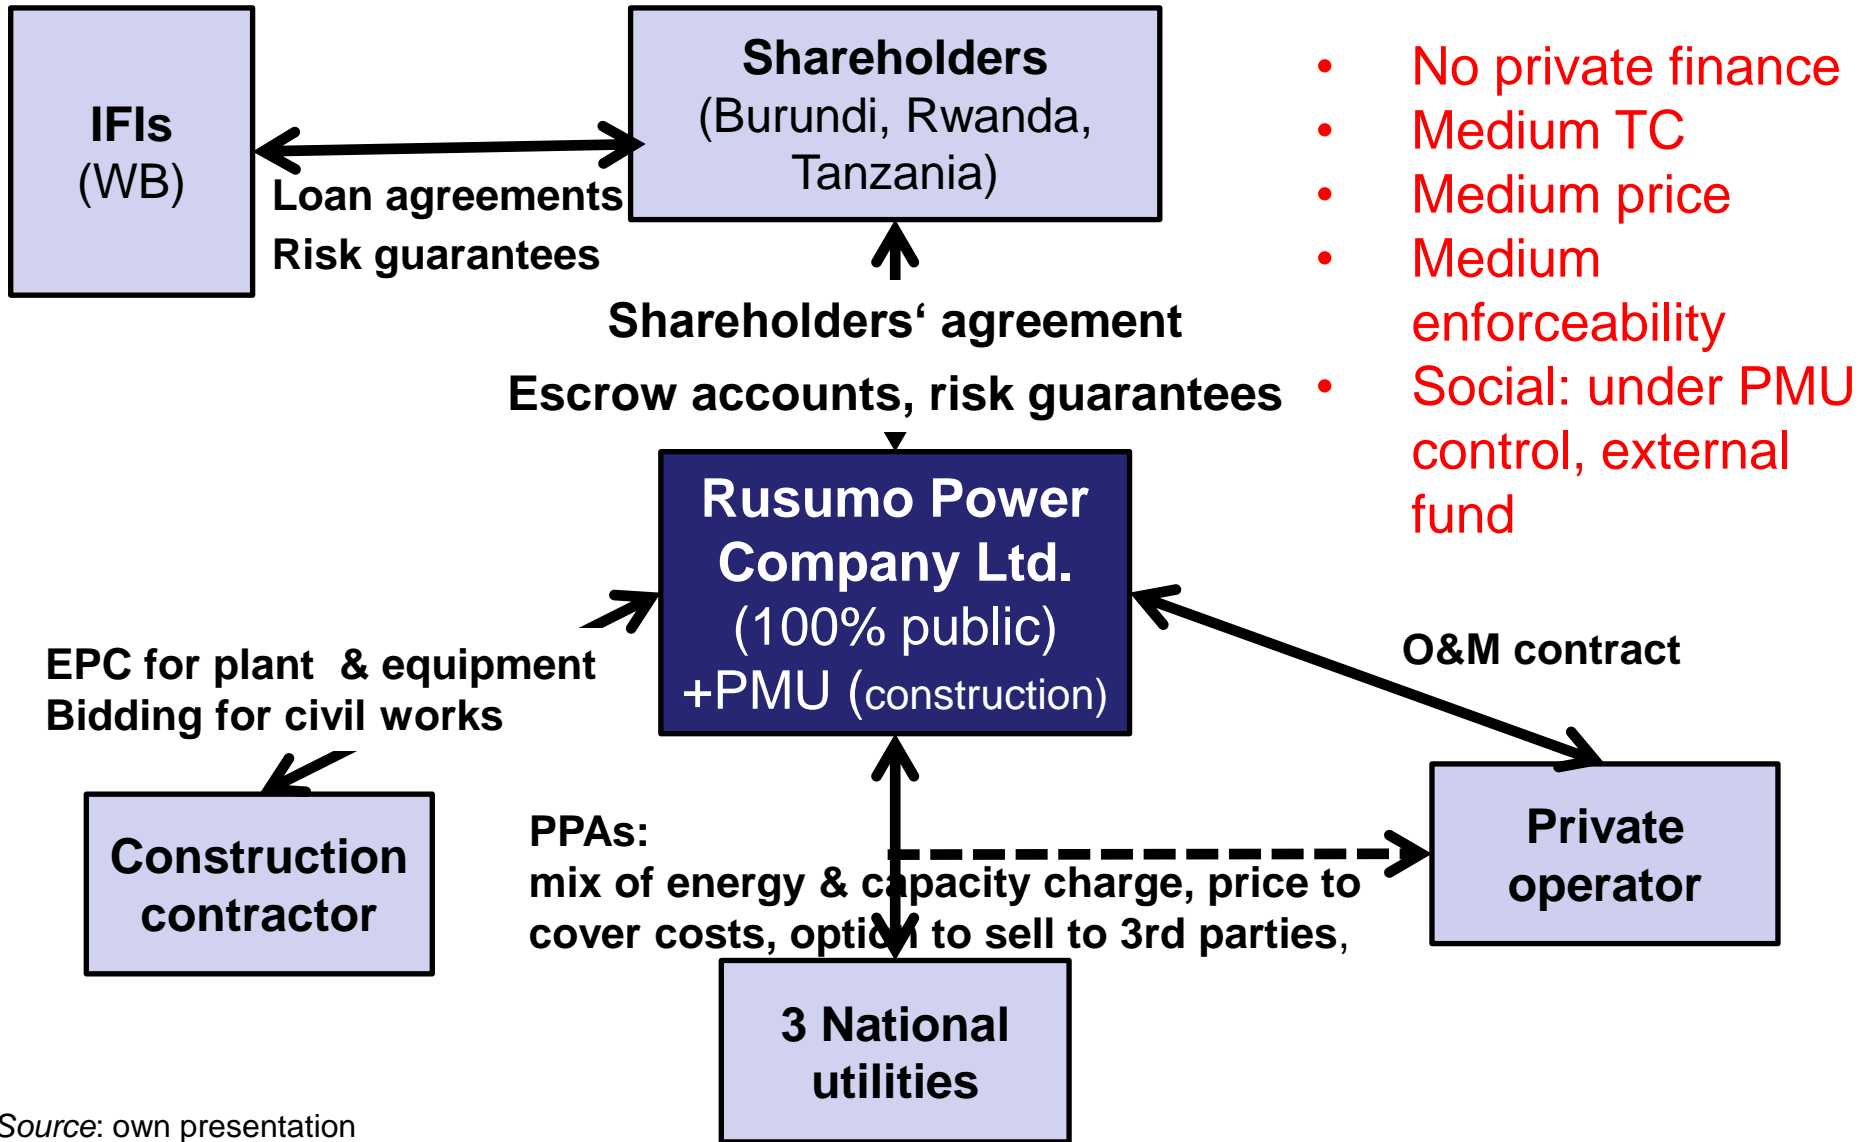 IFIs
(WB)
Loan agreements
Risk guarantees
Shareholders
(Burundi, Rwanda,
Tanzania)
• No private finance
• Medium TC
• Medium price
• Medium
enforceability
• Social: under PMU
control, external
fund
Shareholders‘ agreement
Escrow accounts, risk guarantees
Rusumo Power
Company Ltd.
(100% public)
+PMU (construction)
EPC for plant & equipment
Bidding for civil works
O&M contract
Construction
contractor
PPAs:
mix of energy & capacity charge, price to
cover costs, option to sell to 3rd parties,
Private
operator
3 National
utilities
Source: own presentation